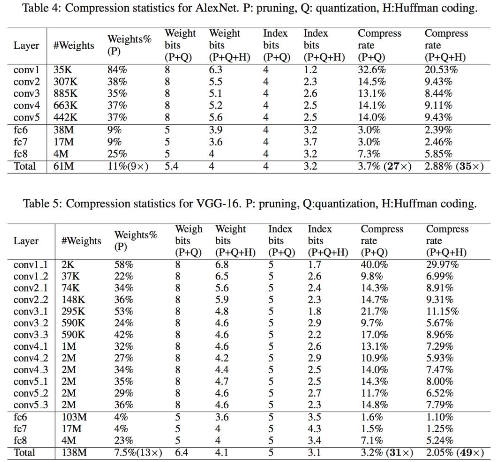 Table 4: Compression statistics for AlexNet. P: pruning, Q: quantization, H:Huffman coding.
Layer #Weights Weights% (P) Weight bits (P+Q) Weight bits (P+Q+H) Index bits (P+Q) Index bits (P+Q+H) Compress rate (P+Q) Compress rate (P+Q+H)
conv1 35K 84% 8 6.3 4 1.2 32.6% 20.53%
conv2 307K 38% 8 5.5 4 2.3 14.5% 9.43%
conv3 885K 35% 8 5.1 4 2.6 13.1% 8.44%
conv4 663K 37% 8 5.2 4 2.5 14.1% 9.11%
conv5 442K 37% 8 5.6 4 2.5 14.0% 9.43%
fc6 38M 9% 5 3.9 4 3.2 3.0% 2.39%
fc7 17M 9% 5 3.6 4 3.7 3.0% 2.46%
fc8 4M 25% 5 4 4 3.2 7.3% 5.85%
Total 61M 11%(9×) 5.4 4 4 3.2 3.7% (27×) 2.88% (35×)
Table 5: Compression statistics for VGG-16. P: pruning, Q:quantization, H:Huffman coding.
Layer #Weights Weights% (P) Weigh bits (P+Q) Weight bits (P+Q+H) Index bits (P+Q) Index bits (P+Q+H) Compress rate (P+Q) Compress rate (P+Q+H)
conv1_1 2K 58% 8 6.8 5 1.7 40.0% 29.97%
conv1_2 37K 22% 8 6.5 5 2.6 9.8% 6.99%
conv2_1 74K 34% 8 5.6 5 2.4 14.3% 8.91%
conv2_2 148K 36% 8 5.9 5 2.3 14.7% 9.31%
conv3_1 295K 53% 8 4.8 5 1.8 21.7% 11.15%
conv3_2 590K 24% 8 4.6 5 2.9 9.7% 5.67%
conv3_3 590K 42% 8 4.6 5 2.2 17.0% 8.96%
conv4_1 1M 32% 8 4.6 5 2.6 13.1% 7.29%
conv4_2 2M 27% 8 4.2 5 2.9 10.9% 5.93%
conv4_3 2M 34% 8 4.4 5 2.5 14.0% 7.47%
conv5_1 2M 35% 8 4.7 5 2.5 14.3% 8.00%
conv5_2 2M 29% 8 4.6 5 2.7 11.7% 6.52%
conv5_3 2M 36% 8 4.6 5 2.3 14.8% 7.79%
fc6 103M 4% 5 3.6 5 3.5 1.6% 1.10%
fc7 17M 4% 5 4 5 4.3 1.5% 1.25%
fc8 4M 23% 5 4 5 3.4 7.1% 5.24%
Total 138M 7.5%(13×) 6.4 4.1 5 3.1 3.2% (31×) 2.05% (49×)